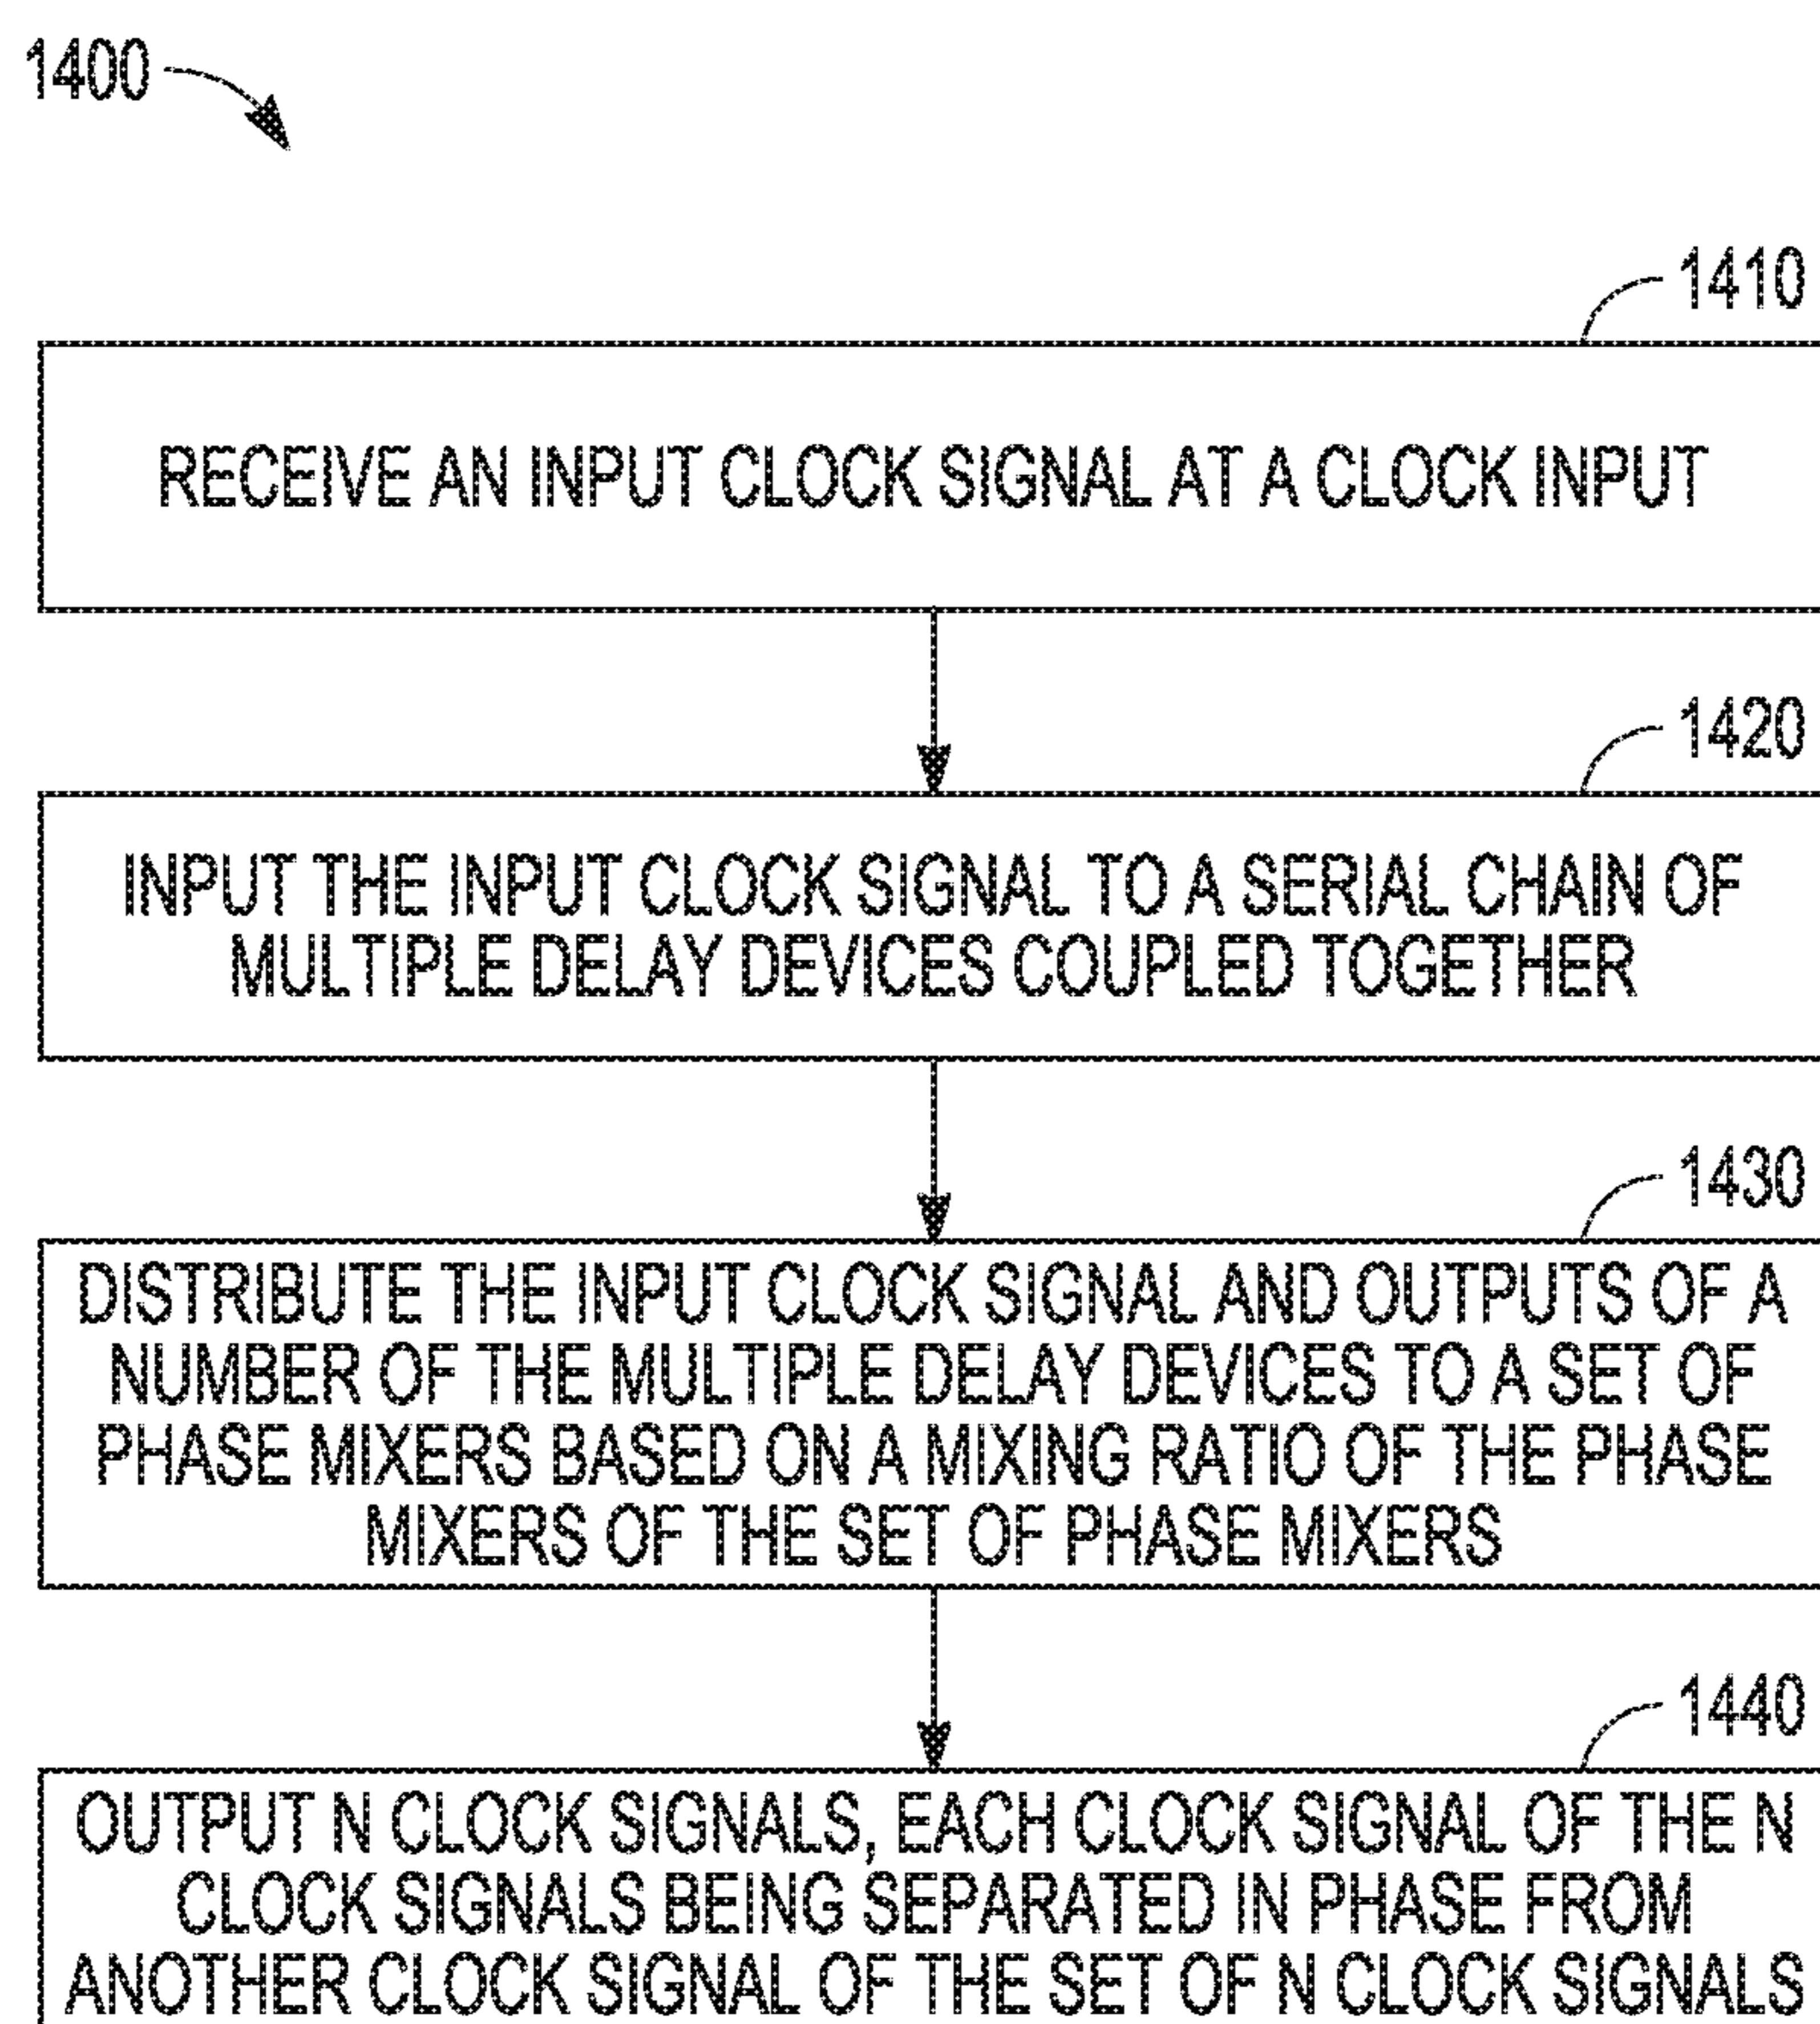 1400
1410
RECEIVE AN INPUT CLOCK SIGNAL AT A CLOCK INPUT
1420
INPUT THE INPUT CLOCK SIGNAL TO A SERIAL CHAIN OF
MULTIPLE DELAY DEVICES COUPLED TOGETHER
1430
DISTRIBUTE THE INPUT CLOCK SIGNAL AND OUTPUTS OF A
NUMBER OF THE MULTIPLE DELAY DEVICES TO A SET OF
PHASE MIXERS BASED ON A MIXING RATIO OF THE PHASE
MIXERS OF THE SET OF PHASE MIXERS
1440
OUTPUT N CLOCK SIGNALS, EACH CLOCK SIGNAL OF THE N
CLOCK SIGNALS BEING SEPARATED IN PHASE FROM
ANOTHER CLOCK SIGNAL OF THE SET OF N CLOCK SIGNALS